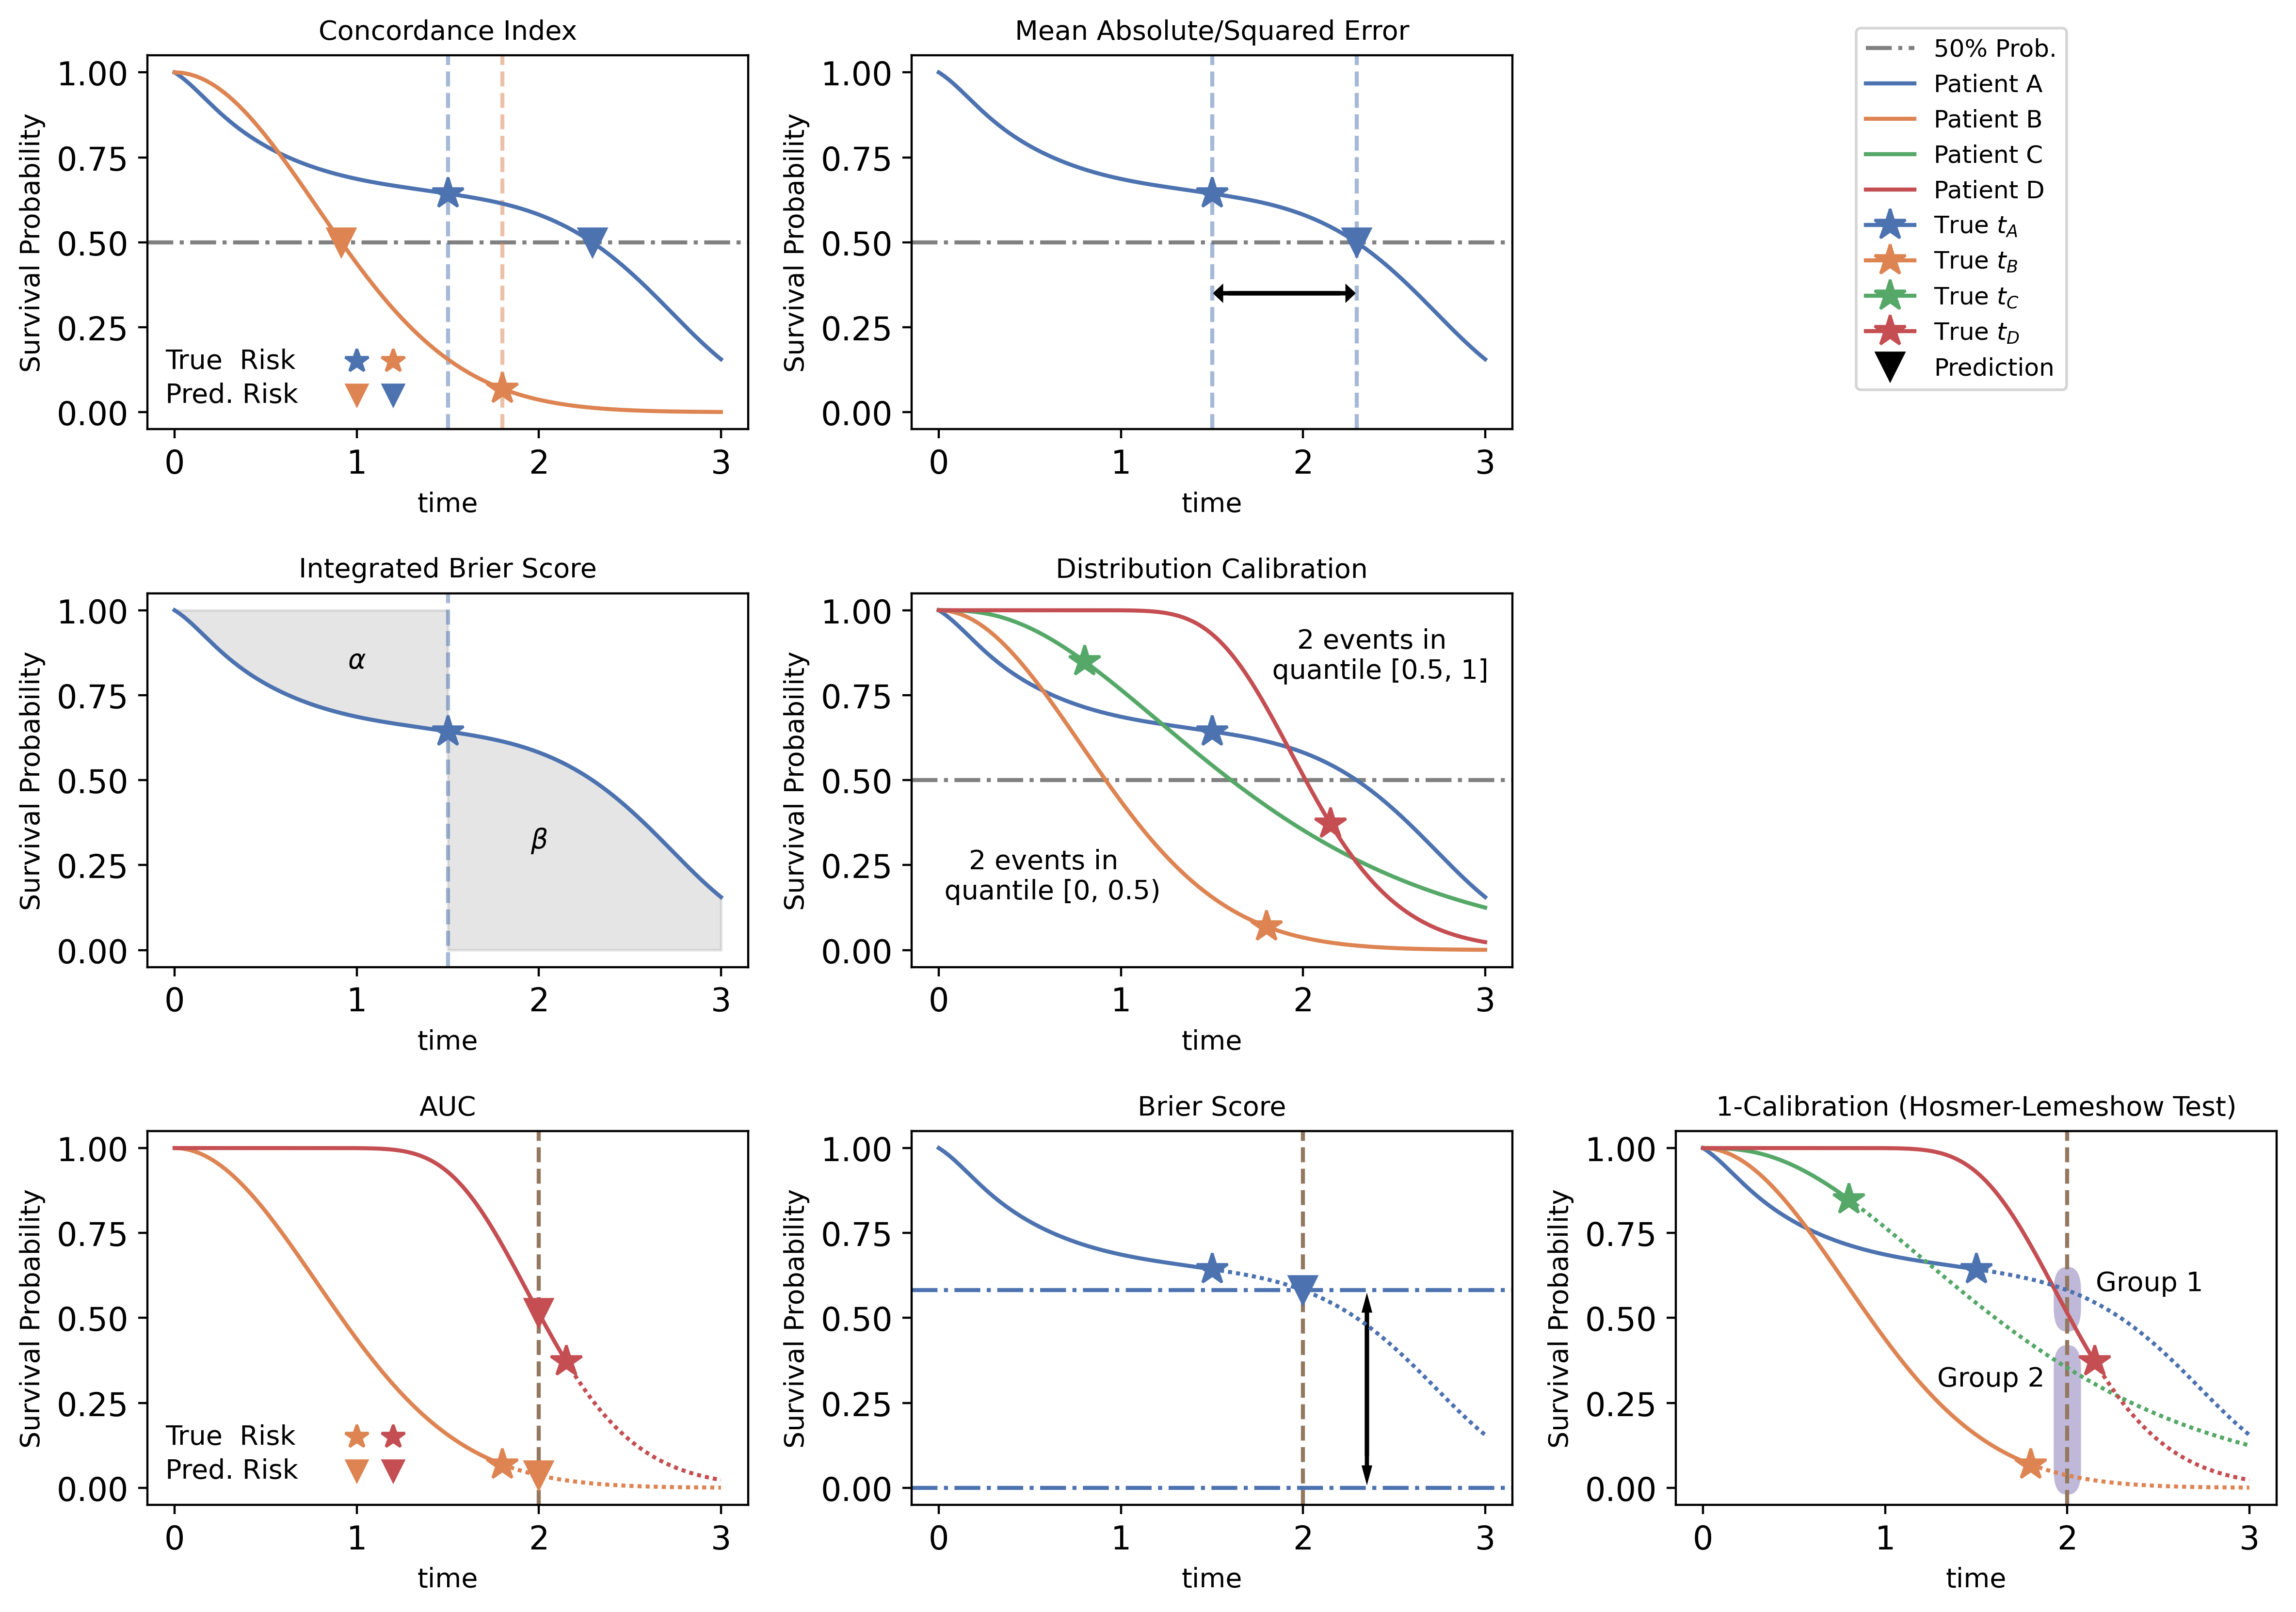 Concordance Index
Survival Probability
1.00
0.75
0.50
0.25
0.00
True  Risk
Pred. Risk
0 1 2 3
time
Mean Absolute/Squared Error
Survival Probability
1.00
0.75
0.50
0.25
0.00
0 1 2 3
time
50% Prob.
Patient A
Patient B
Patient C
Patient D
True t_A
True t_B
True t_C
True t_D
Prediction
Integrated Brier Score
Survival Probability
1.00
0.75
0.50
0.25
0.00
α
β
0 1 2 3
time
Distribution Calibration
Survival Probability
1.00
0.75
0.50
0.25
0.00
2 events in
quantile [0.5, 1]
2 events in
quantile [0, 0.5)
0 1 2 3
time
AUC
Survival Probability
1.00
0.75
0.50
0.25
0.00
True  Risk
Pred. Risk
0 1 2 3
time
Brier Score
Survival Probability
1.00
0.75
0.50
0.25
0.00
0 1 2 3
time
1-Calibration (Hosmer-Lemeshow Test)
Survival Probability
1.00
0.75
0.50
0.25
0.00
Group 1
Group 2
0 1 2 3
time